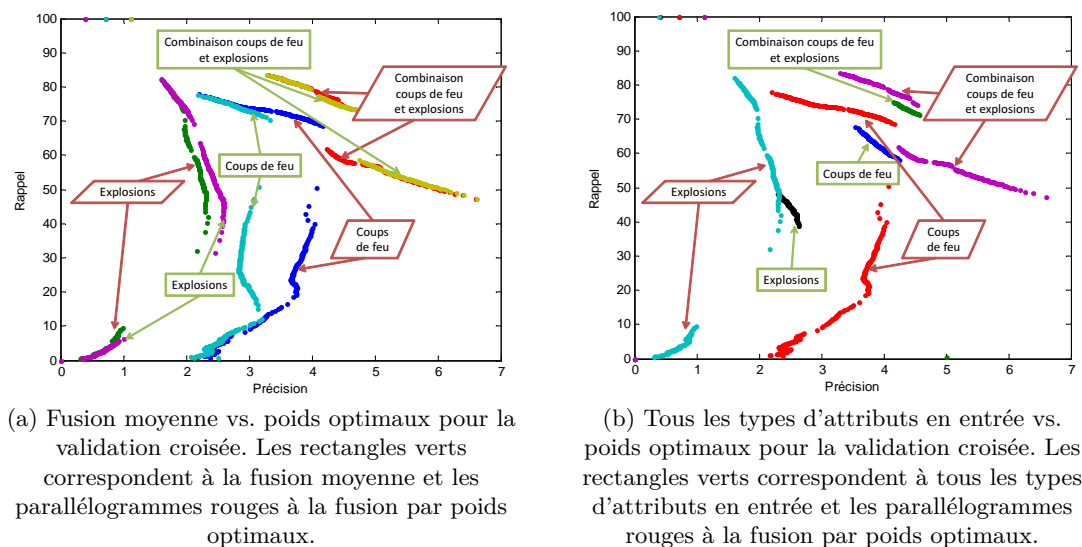 100
90
80
70
60
50
40
30
20
10
0
Rappel
0 1 2 3 4 5 6 7
Précision
Combinaison coups de feu
et explosions
Combinaison
coups de feu
et explosions
Coups de feu
Explosions
Coups
de feu
Explosions
100
90
80
70
60
50
40
30
20
10
0
Rappel
0 1 2 3 4 5 6 7
Précision
Combinaison coups de feu
et explosions
Combinaison
coups de feu
et explosions
Coups de feu
Explosions
Coups
de feu
Explosions
(a) Fusion moyenne vs. poids optimaux pour la
validation croisée. Les rectangles verts
correspondent à la fusion moyenne et les
parallélogrammes rouges à la fusion par poids
optimaux.
(b) Tous les types d'attributs en entrée vs.
poids optimaux pour la validation croisée. Les
rectangles verts correspondent à tous les types
d'attributs en entrée et les parallélogrammes
rouges à la fusion par poids optimaux.